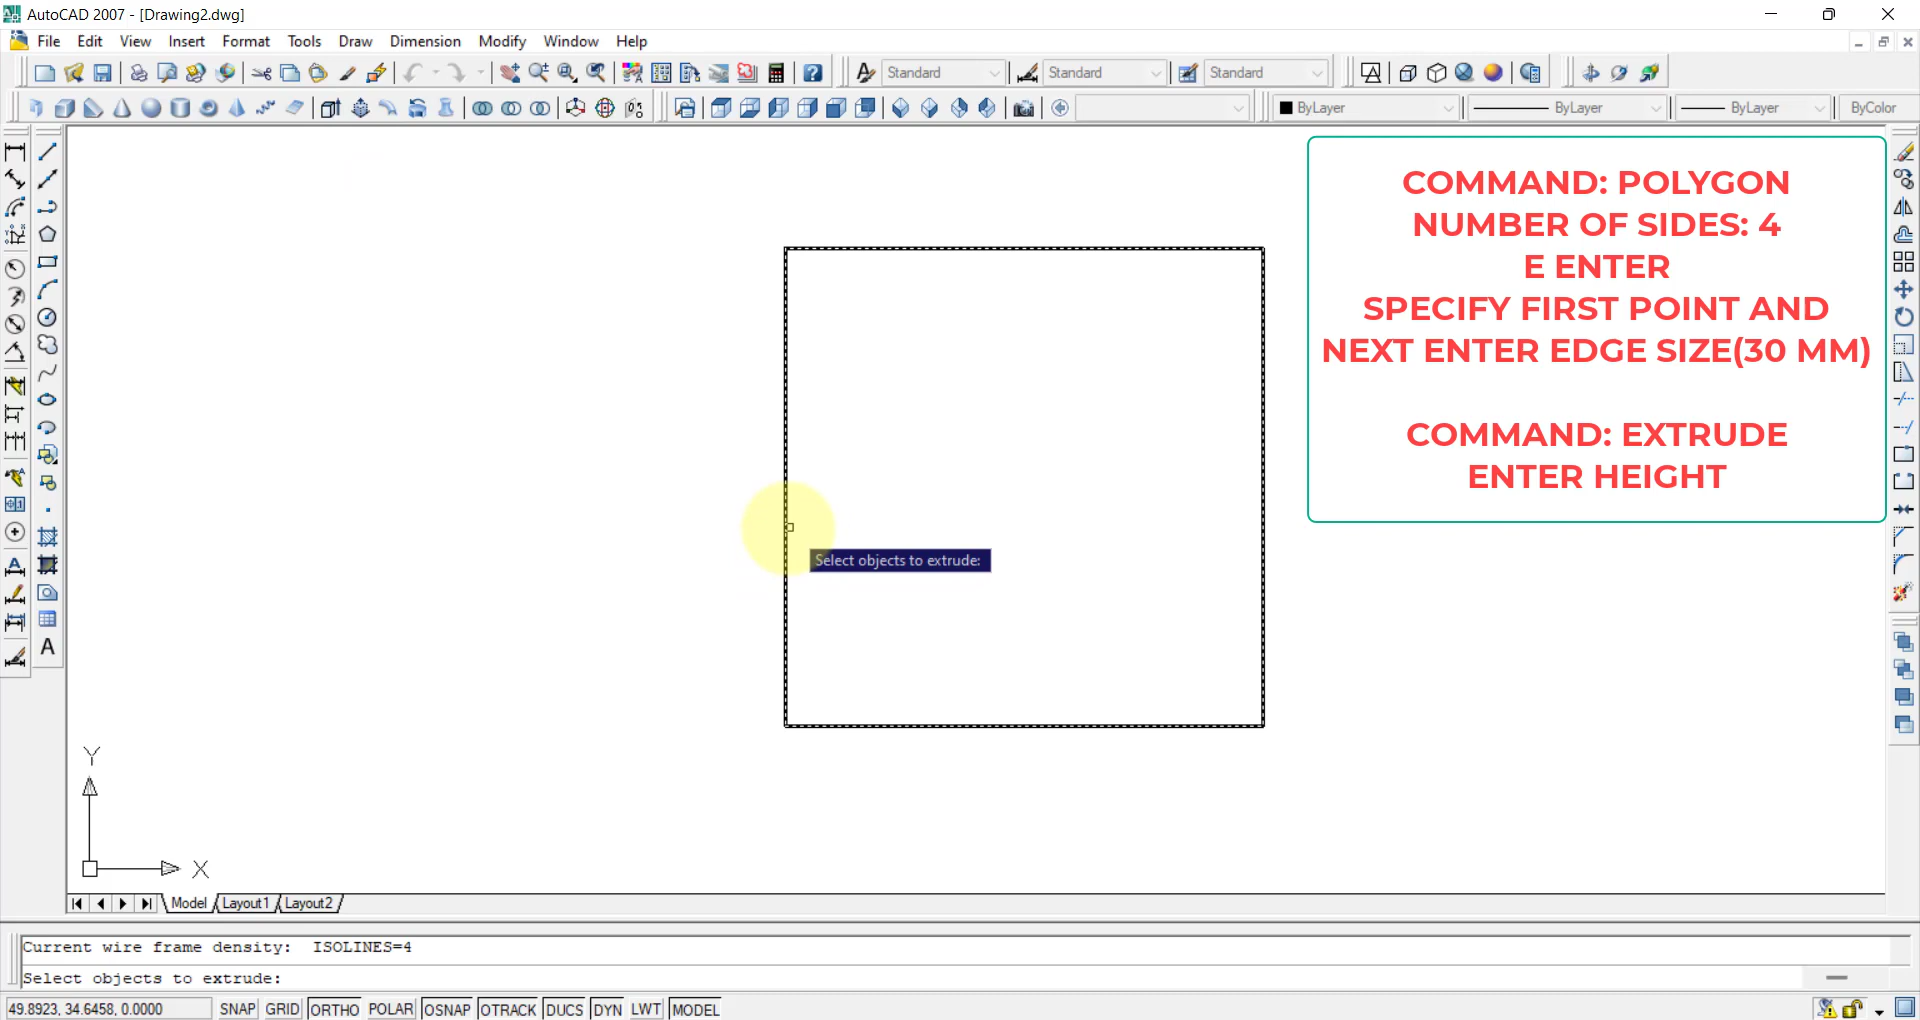 AutoCAD 2007 - [Drawing2.dwg]
File Edit View Insert Format Tools Draw Dimension Modify Window Help
Standard Standard Standard
ByLayer ByLayer ByLayer ByColor
COMMAND: POLYGON
NUMBER OF SIDES: 4
E ENTER
SPECIFY FIRST POINT AND
NEXT ENTER EDGE SIZE(30 MM)
COMMAND: EXTRUDE
ENTER HEIGHT
Select objects to extrude:
Y
X
Model Layout1 Layout2
Current wire frame density: ISOLINES=4
Select objects to extrude:
49.8923, 34.6458, 0.0000 SNAP GRID ORTHO POLAR OSNAP OTRACK DUCS DYN LWT MODEL